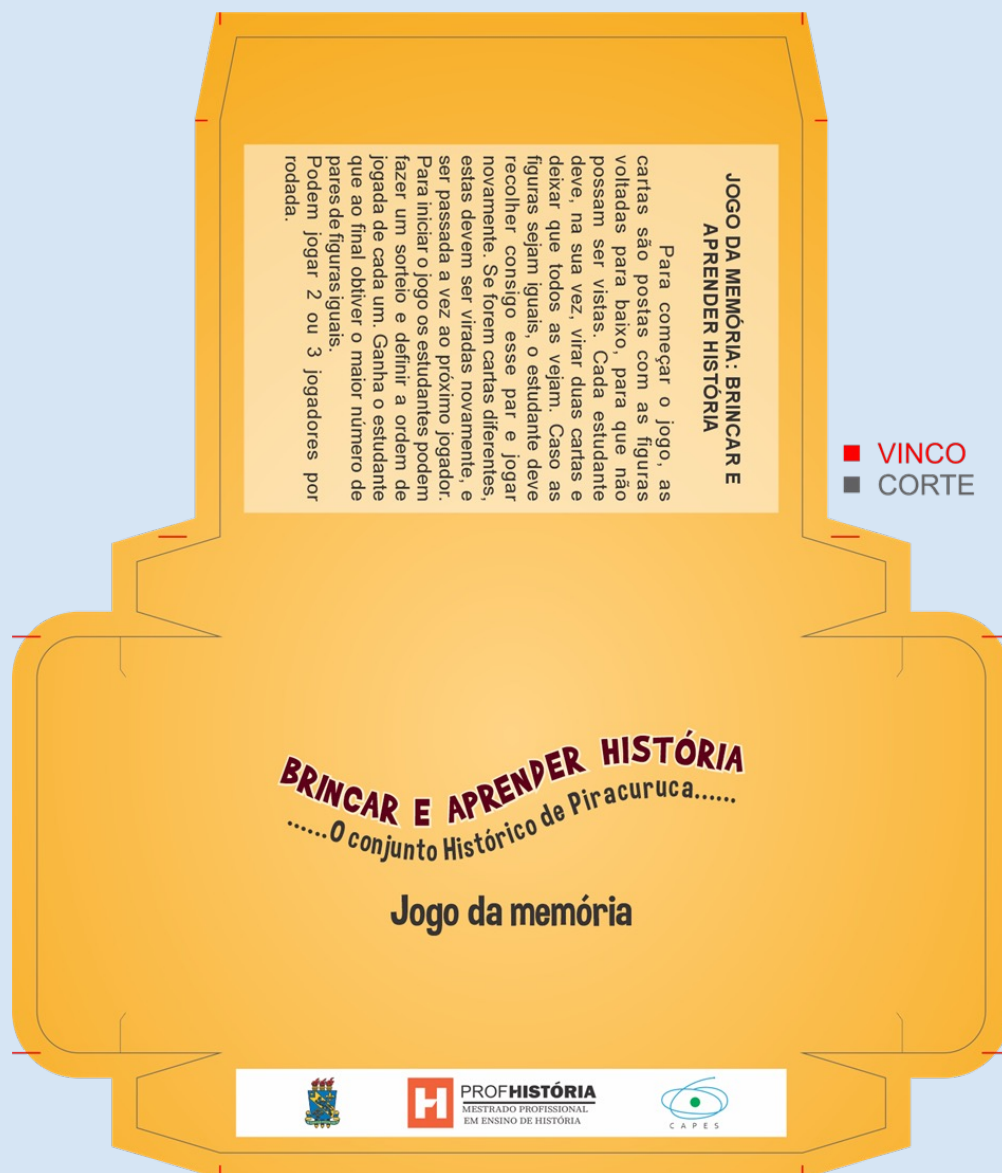 JOGO DA MEMÓRIA: BRINCAR E
APRENDER HISTÓRIA
Para começar o jogo, as
cartas são postas com as figuras
voltadas para baixo, para que não
possam ser vistas. Cada estudante
deve, na sua vez, virar duas cartas e
deixar que todos as vejam. Caso as
figuras sejam iguais, o estudante deve
recolher consigo esse par e jogar
novamente. Se forem cartas diferentes,
estas devem ser viradas novamente, e
ser passada a vez ao próximo jogador.
Para iniciar o jogo os estudantes podem
fazer um sorteio e definir a ordem de
jogada de cada um. Ganha o estudante
que ao final obtiver o maior número de
pares de figuras iguais.
Podem jogar 2 ou 3 jogadores por
rodada.
VINCO
CORTE
BRINCAR E APRENDER HISTÓRIA
......O conjunto Histórico de Piracuruca......
Jogo da memória
H
PROFHISTÓRIA
MESTRADO PROFISSIONAL
EM ENSINO DE HISTÓRIA
CAPES